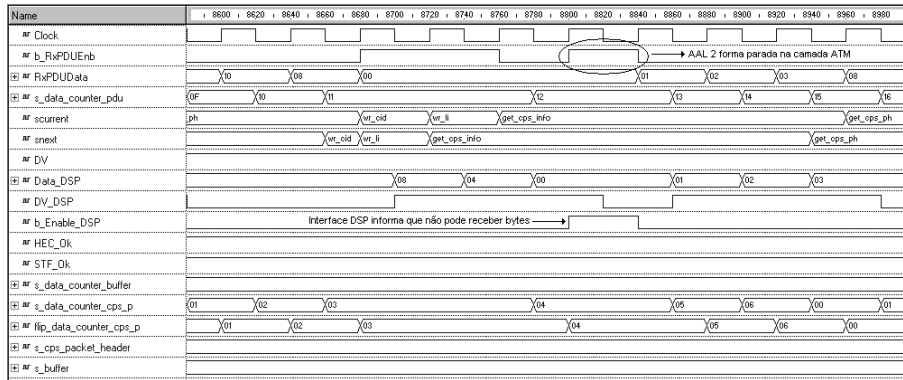 Name 8600 8620 8640 8660 8680 8700 8720 8740 8760 8780 8800 8820 8840 8860 8880 8900 8920 8940 8960 8980
Clock
b_RxPDUEnb AAL 2 forma parada na camada ATM
RxPDUData 10 08 00 01 02 03 08
s_data_counter_pdu 0F 10 11 12 13 14 15 16
scurrent ph wr_cid wr_li get_cps_info get_cps_ph
snext wr_cid wr_li get_cps_info get_cps_ph
DV
Data_DSP 08 04 00 01 02 03
DV_DSP
b_Enable_DSP Interface DSP informa que não pode receber bytes
HEC_Ok
STF_Ok
s_data_counter_buffer
s_data_counter_cps_p 01 02 03 04 05 06 00 01
flip_data_counter_cps_p 01 02 03 04 05 06 00
s_cps_packet_header
s_buffer